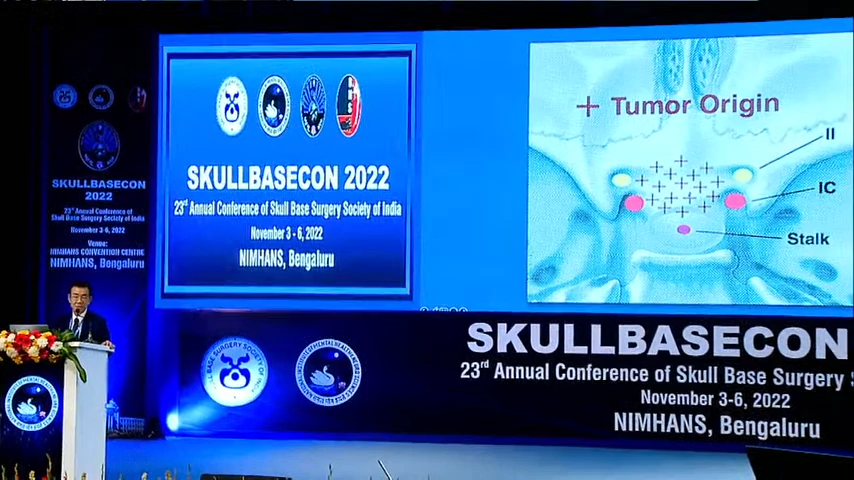 SKULLBASECON
2022
23rd Annual Conference of
Skull Base Surgery Society of India
November 3-6, 2022
Venue:
NIMHANS CONVENTION CENTRE
NIMHANS, Bengaluru
SKULLBASECON 2022
23rd Annual Conference of Skull Base Surgery Society of India
November 3 - 6, 2022
NIMHANS, Bengaluru
+ Tumor Origin
II
IC
Stalk
SKULLBASECON
23rd Annual Conference of Skull Base Surgery
November 3-6, 2022
NIMHANS, Bengaluru